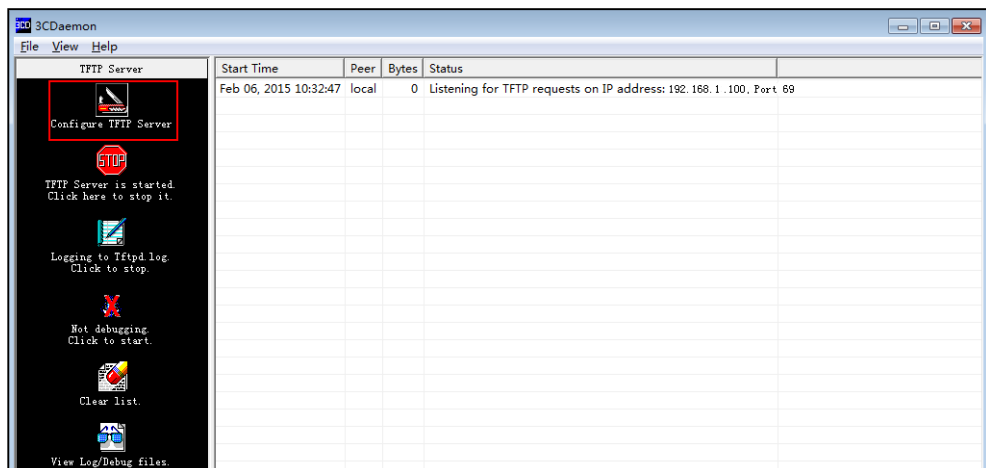 3CD 3CDaemon
File View Help
TFTP Server
Start Time Peer Bytes Status
Feb 06, 2015 10:32:47 local 0 Listening for TFTP requests on IP address: 192.168.1.100, Port 69
Configure TFTP Server
STOP
TFTP Server is started.
Click here to stop it.
Logging to Tftpd.log.
Click to stop.
Not debugging.
Click to start.
Clear list.
View Log/Debug files.